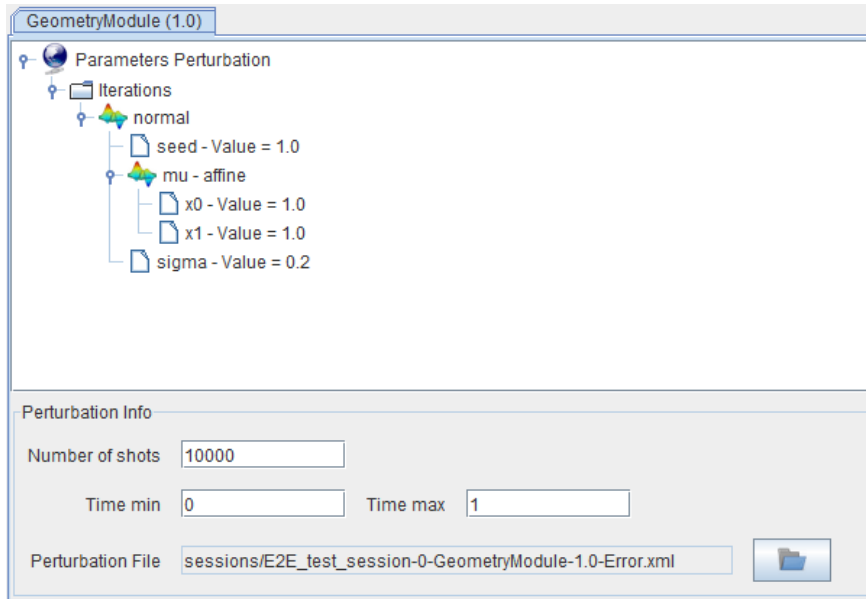 GeometryModule (1.0)
Parameters Perturbation
Iterations
normal
seed - Value = 1.0
mu - affine
x0 - Value = 1.0
x1 - Value = 1.0
sigma - Value = 0.2
Perturbation Info
Number of shots 10000
Time min 0 Time max 1
Perturbation File sessions/E2E_test_session-0-GeometryModule-1.0-Error.xml